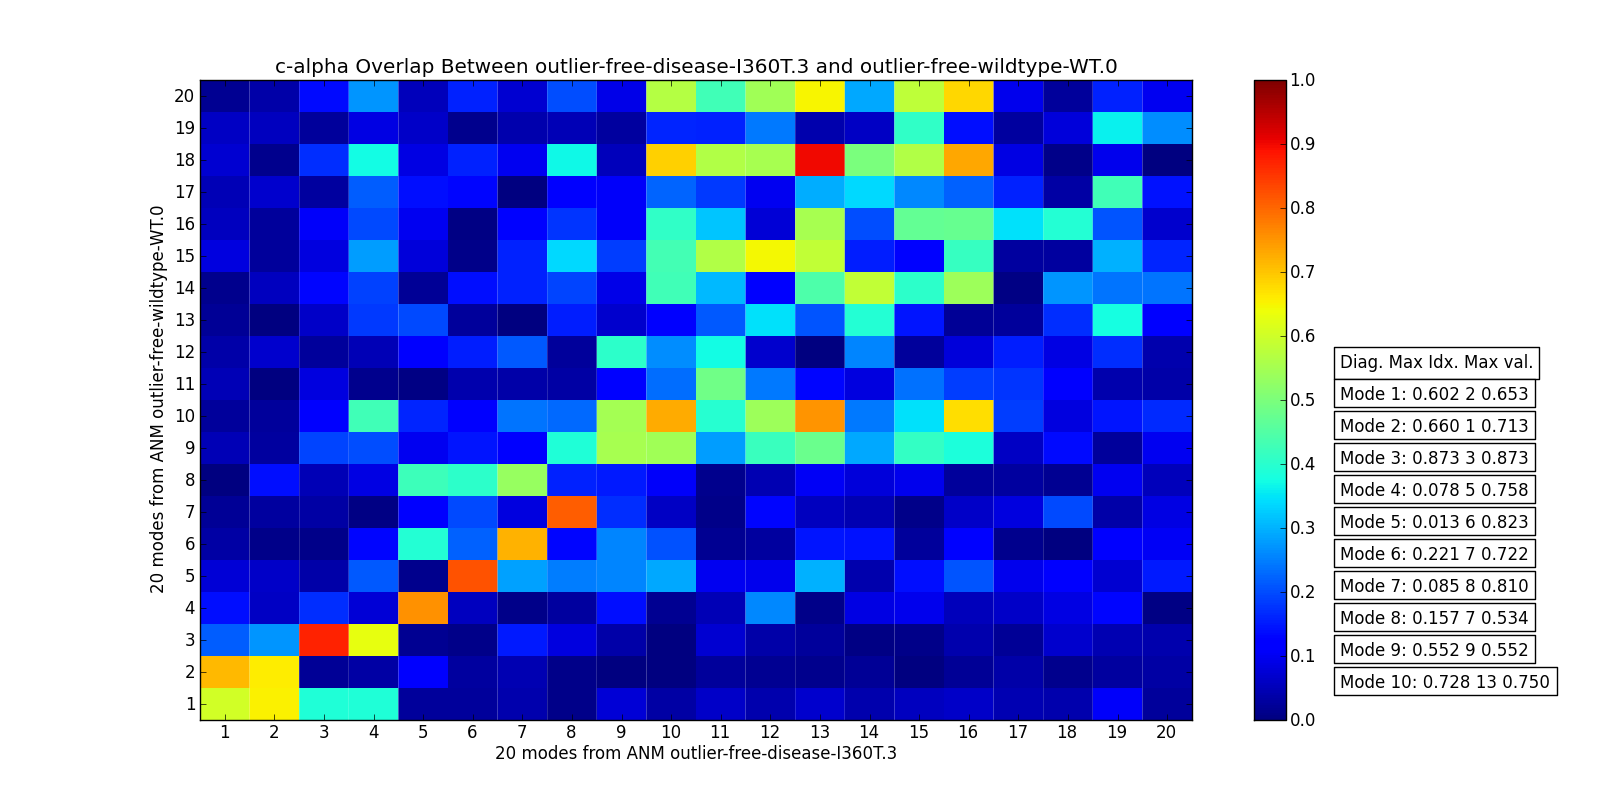 c-alpha Overlap Between outlier-free-disease-I360T.3 and outlier-free-wildtype-WT.0
20 modes from ANM outlier-free-wildtype-WT.0
20
19
18
17
16
15
14
13
12
11
10
9
8
7
6
5
4
3
2
1
1 2 3 4 5 6 7 8 9 10 11 12 13 14 15 16 17 18 19 20
20 modes from ANM outlier-free-disease-I360T.3
1.0
0.9
0.8
0.7
0.6
0.5
0.4
0.3
0.2
0.1
0.0
Diag. Max Idx. Max val.
Mode 1: 0.602 2 0.653
Mode 2: 0.660 1 0.713
Mode 3: 0.873 3 0.873
Mode 4: 0.078 5 0.758
Mode 5: 0.013 6 0.823
Mode 6: 0.221 7 0.722
Mode 7: 0.085 8 0.810
Mode 8: 0.157 7 0.534
Mode 9: 0.552 9 0.552
Mode 10: 0.728 13 0.750